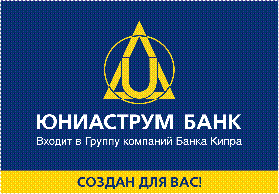 ЮНИАСТРУМ БАНК
Входит в Группу компаний Банка Кипра
СОЗДАН ДЛЯ ВАС!